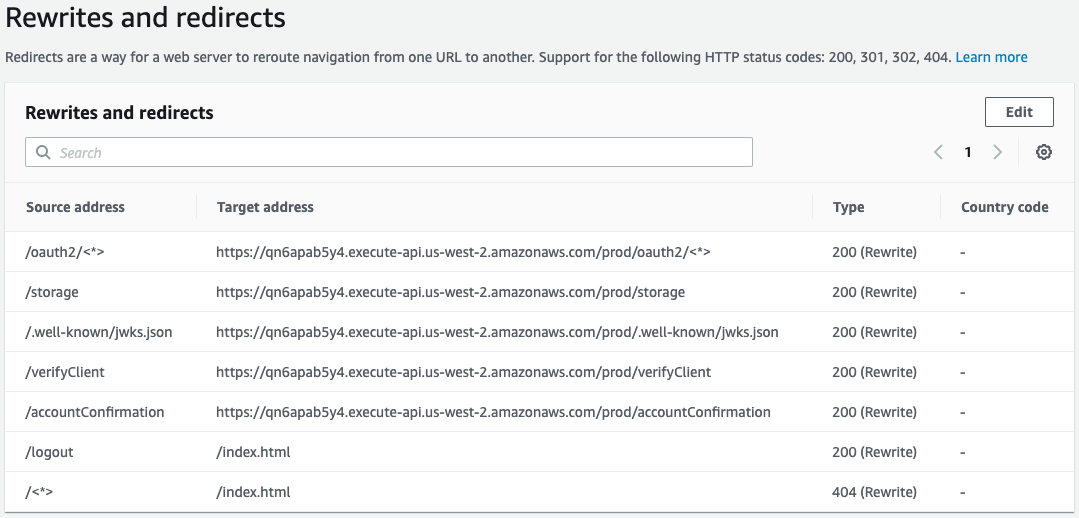 Rewrites and redirects
Redirects are a way for a web server to reroute navigation from one URL to another. Support for the following HTTP status codes: 200, 301, 302, 404. Learn more
Rewrites and redirects
Edit
Search
1
Source address Target address Type Country code
/oauth2/<*> https://qn6apab5y4.execute-api.us-west-2.amazonaws.com/prod/oauth2/<*> 200 (Rewrite) -
/storage https://qn6apab5y4.execute-api.us-west-2.amazonaws.com/prod/storage 200 (Rewrite) -
/.well-known/jwks.json https://qn6apab5y4.execute-api.us-west-2.amazonaws.com/prod/.well-known/jwks.json 200 (Rewrite) -
/verifyClient https://qn6apab5y4.execute-api.us-west-2.amazonaws.com/prod/verifyClient 200 (Rewrite) -
/accountConfirmation https://qn6apab5y4.execute-api.us-west-2.amazonaws.com/prod/accountConfirmation 200 (Rewrite) -
/logout /index.html 200 (Rewrite) -
/<*> /index.html 404 (Rewrite) -